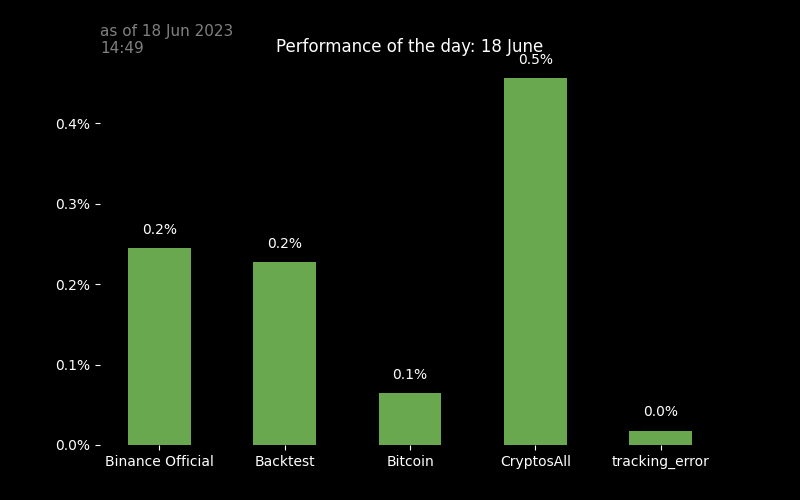 as of 18 Jun 2023
14:49
Performance of the day: 18 June
0.5%
0.4%
0.3%
0.2%
0.2%
0.2%
0.1%
0.1%
0.0%
0.0%
Binance Official
Backtest
Bitcoin
CryptosAll
tracking_error